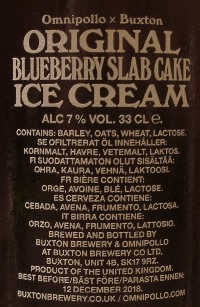 Omnipollo × Buxton
ORIGINAL
BLUEBERRY SLAB CAKE
ICE CREAM
ALC 7 % VOL. 33 CL ℮.
CONTAINS: BARLEY, OATS, WHEAT, LACTOSE.
SE OFILTRERAT ÖL INNEHÅLLER:
KORNMALT, HAVRE, VETEMALT, LAKTOS.
FI SUODATTAMATON OLUT SISÄLTÄÄ:
OHRA, KAURA, VEHNÄ, LAKTOOSI.
FR BIÈRE CONTIENT:
ORGE, AVOINE, BLÉ, LACTOSE.
ES CERVEZA CONTIENE:
CEBADA, AVENA, FRUMENTO, LACTOSA.
IT BIRRA CONTIENE:
ORZO, AVENA, FRUMENTO, LATTOSIO.
BREWED AND BOTTLED BY
BUXTON BREWERY & OMNIPOLLO
AT BUXTON BREWERY CO LTD.
BUXTON, UNIT 4B, SK17 9RZ.
PRODUCT OF THE UNITED KINGDOM.
BEST BEFORE/BÄST FÖRE/PARASTA ENNEN:
12 DECEMBER 2018.
BUXTONBREWERY.CO.UK / OMNIPOLLO.COM